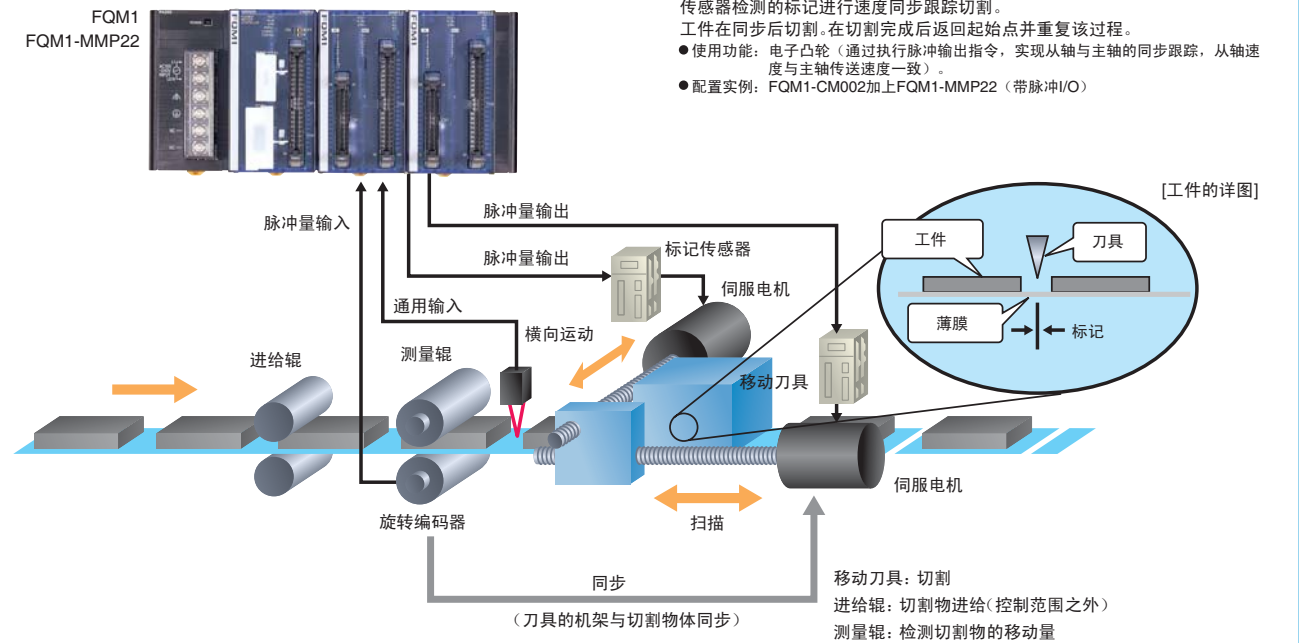 FQM1
FQM1-MMP22
传感器检测的标记进行速度同步跟踪切割。
工件在同步后切割。在切割完成后返回起始点并重复该过程。
●使用功能：电子凸轮（通过执行脉冲输出指令，实现从轴与主轴的同步跟踪，从轴速
度与主轴传送速度一致）。
●配置实例：FQM1-CM002加上FQM1-MMP22（带脉冲I/O）
FQM1
FQM1
FQM1
[工件的详图]
工件
刀具
薄膜
标记
脉冲量输入
脉冲量输出
脉冲量输出
标记传感器
伺服电机
通用输入
横向运动
进给辊
测量辊
移动刀具
伺服电机
旋转编码器
扫描
同步
（刀具的机架与切割物体同步）
移动刀具：切割
进给辊：切割物进给（控制范围之外）
测量辊：检测切割物的移动量